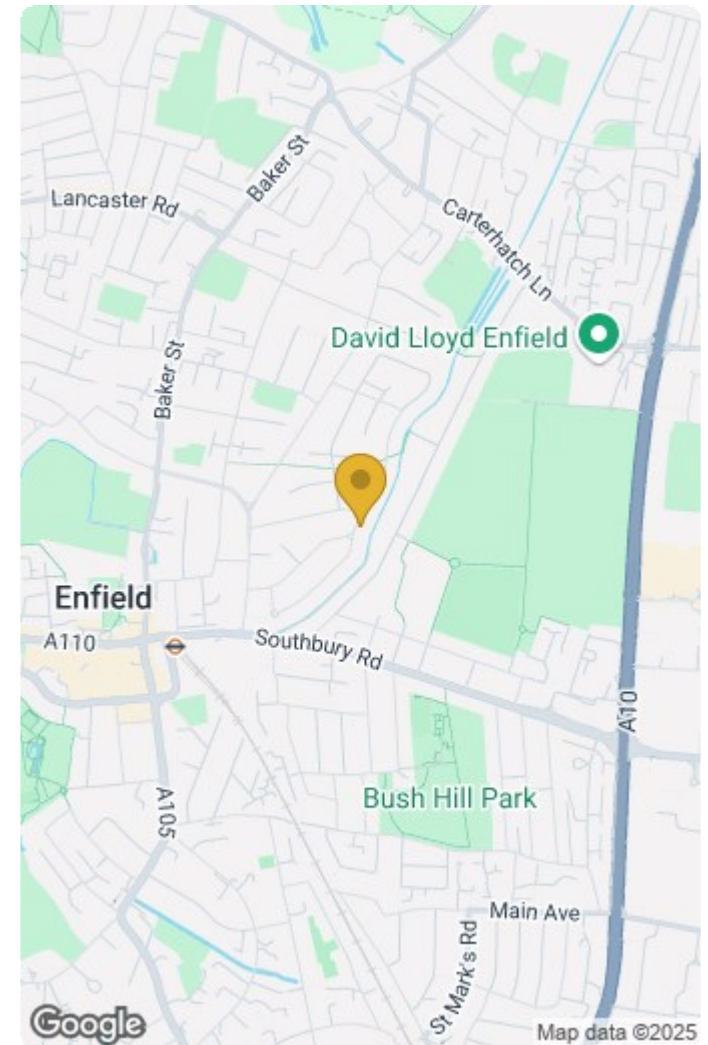 Baker St
Lancaster Rd
Carterhatch Ln
David Lloyd Enfield
Baker St
Enfield
A110
Southbury Rd
A10
Bush Hill Park
A105
Main Ave
St Mark's Rd
Google
Map data ©2025